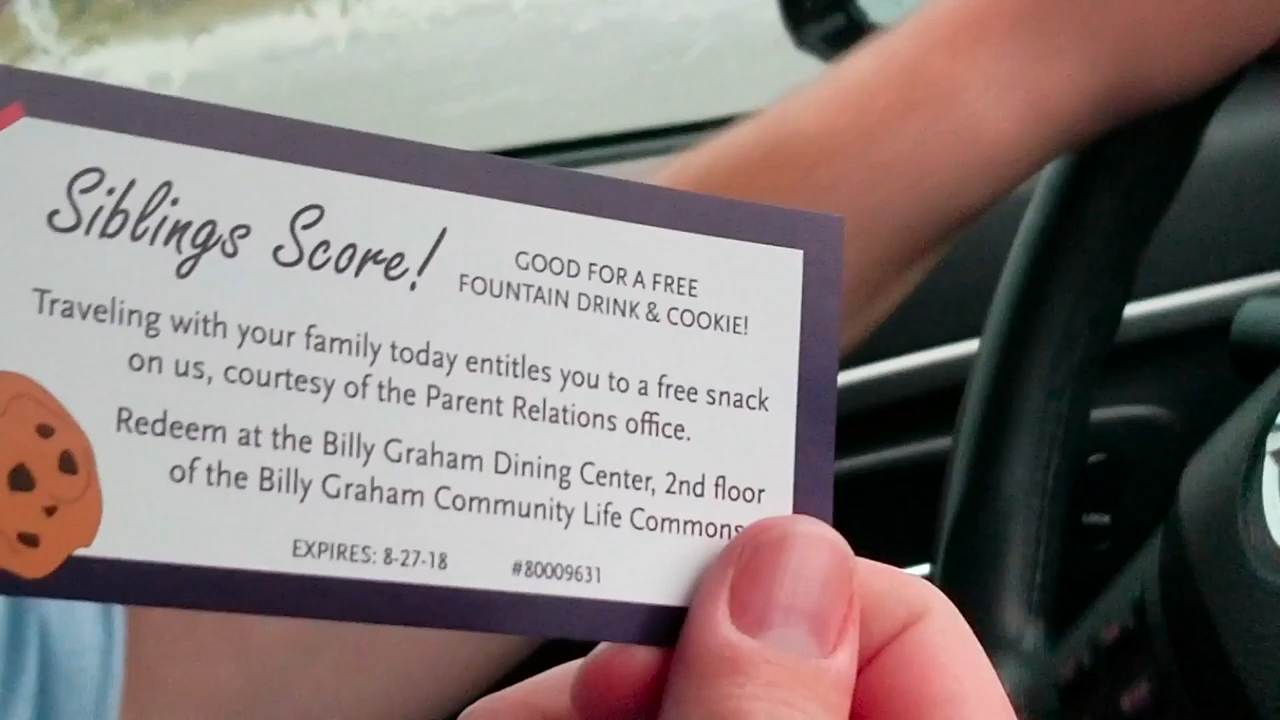 Siblings Score!
GOOD FOR A FREE
FOUNTAIN DRINK & COOKIE!
Traveling with your family today entitles you to a free snack
on us, courtesy of the Parent Relations office.
Redeem at the Billy Graham Dining Center, 2nd floor
of the Billy Graham Community Life Commons
EXPIRES: 8-27-18
#80009631